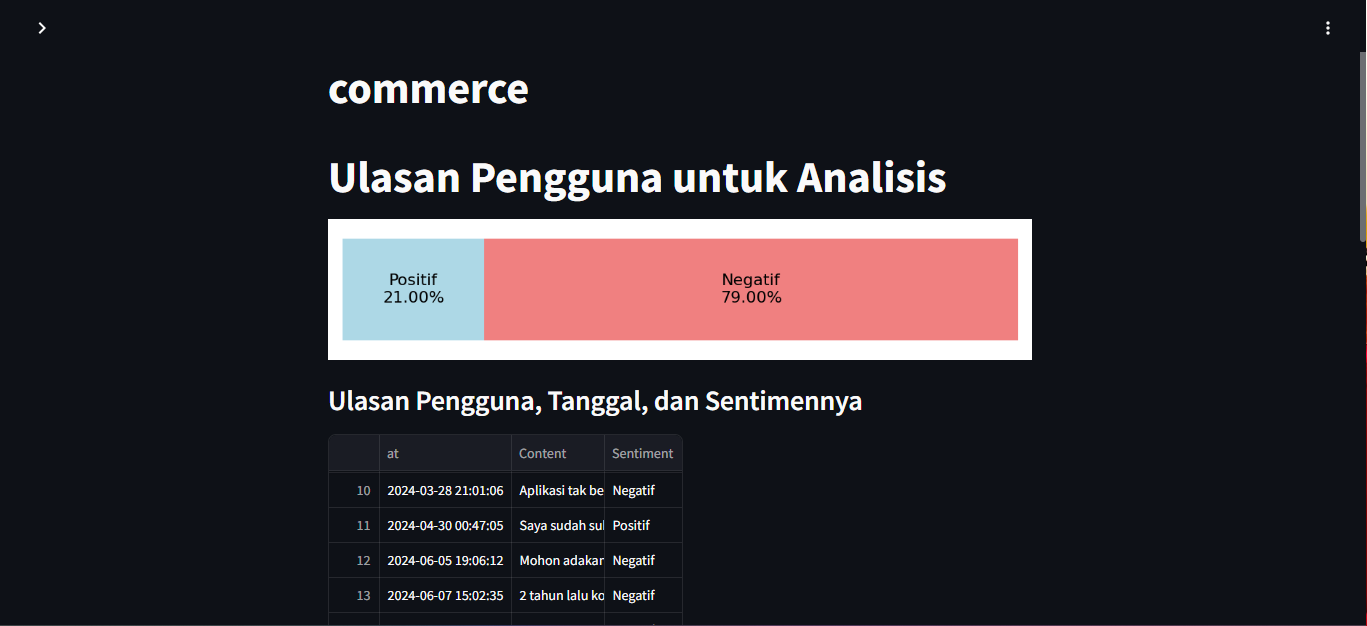 commerce
Ulasan Pengguna untuk Analisis
Positif
21.00%
Negatif
79.00%
Ulasan Pengguna, Tanggal, dan Sentimennya
at Content Sentiment
10 2024-03-28 21:01:06 Aplikasi tak be Negatif
11 2024-04-30 00:47:05 Saya sudah Positif
12 2024-06-05 19:06:12 Mohon adakan Negatif
13 2024-06-07 15:02:35 2 tahun lalu ko Negatif